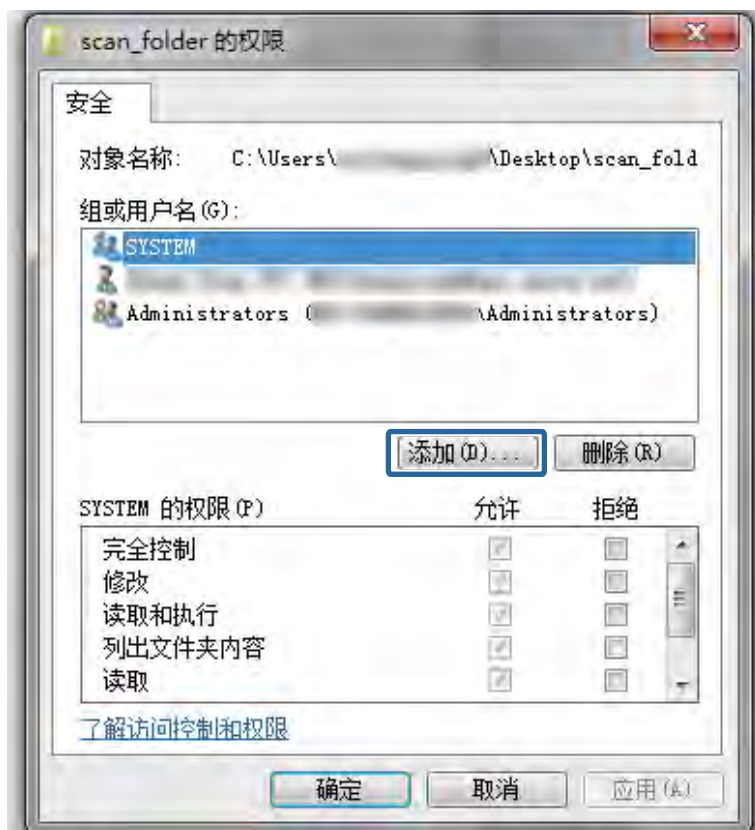 scan_folder 的权限
安全
对象名称: C:\Users\ \Desktop\scan_fold
组或用户名(G):
SYSTEM
Administrators ( \Administrators)
添加(D)... 删除(R)
SYSTEM 的权限(P) 允许 拒绝
完全控制
修改
读取和执行
列出文件夹内容
读取
了解访问控制和权限
确定 取消 应用(A)